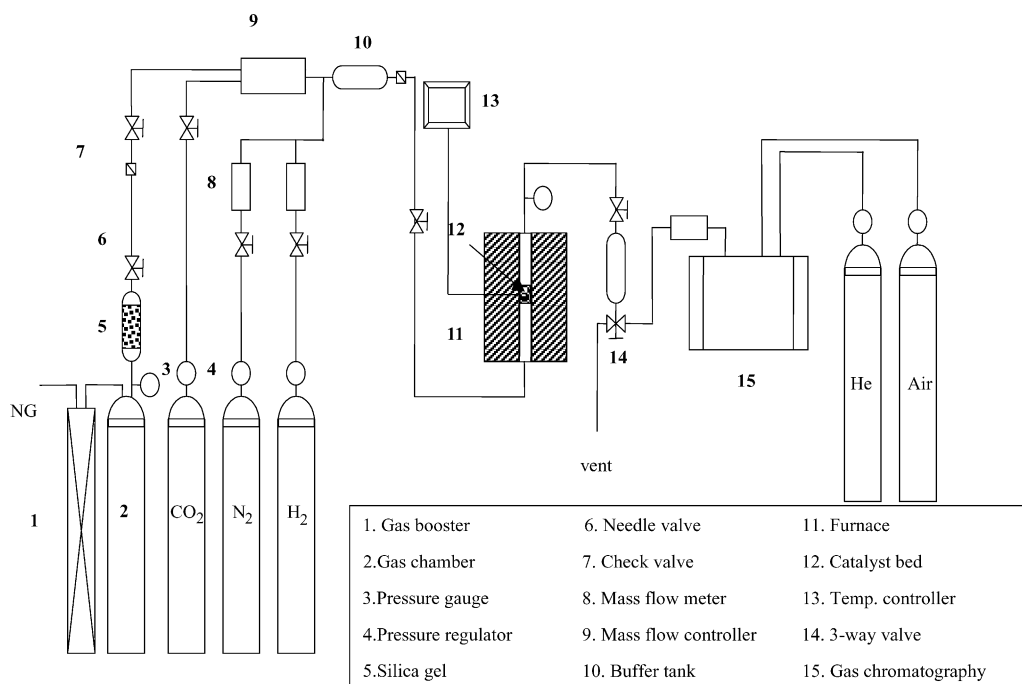 9
10
13
7
8
12
6
5
11
3
4
14
15
He
Air
NG
vent
1
2
CO2
N2
H2
1. Gas booster
2.Gas chamber
3.Pressure gauge
4.Pressure regulator
5.Silica gel
6. Needle valve
7. Check valve
8. Mass flow meter
9. Mass flow controller
10. Buffer tank
11. Furnace
12. Catalyst bed
13. Temp. controller
14. 3-way valve
15. Gas chromatography